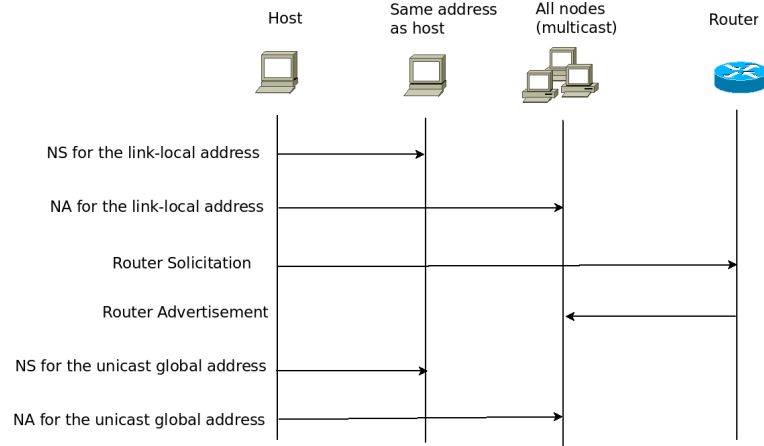 Host
Same address
as host
All nodes
(multicast)
Router
NS for the link-local address
NA for the link-local address
Router Solicitation
Router Advertisement
NS for the unicast global address
NA for the unicast global address